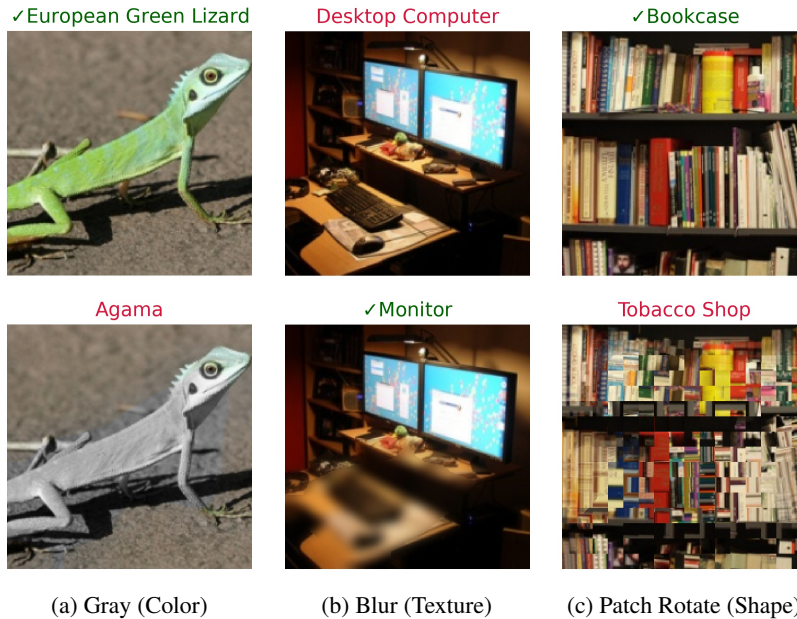 ✓European Green Lizard
Desktop Computer
✓Bookcase
Agama
✓Monitor
Tobacco Shop
(a) Gray (Color)
(b) Blur (Texture)
(c) Patch Rotate (Shape)